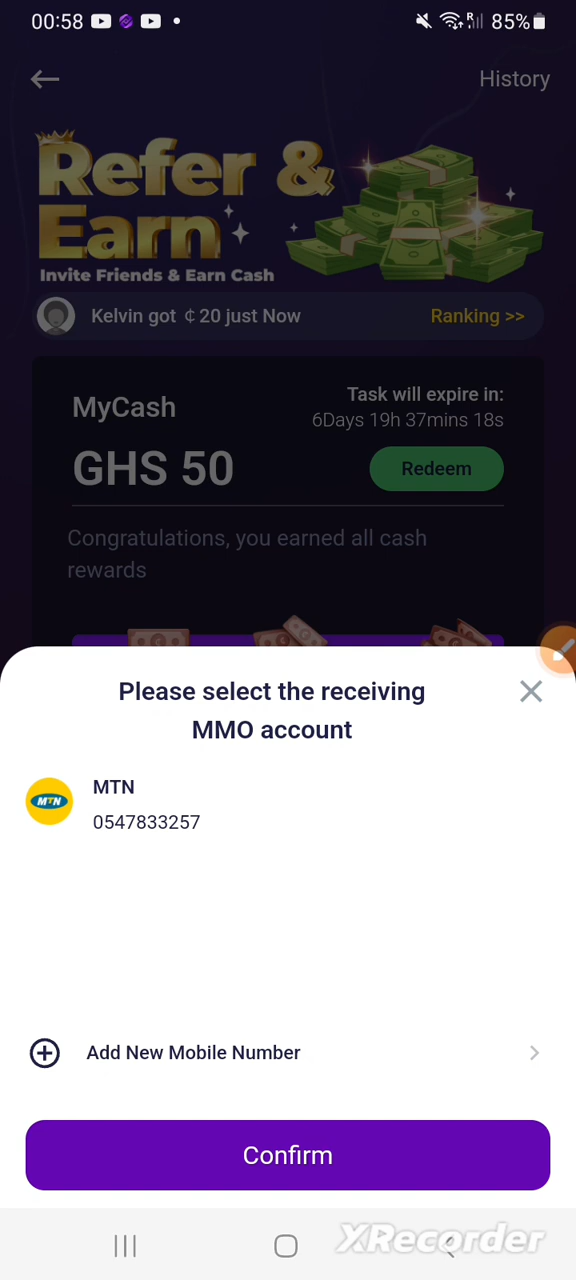 00:58
R
85%
History
Refer &
Earn
Invite Friends & Earn Cash
Kelvin got ₵20 just Now
Ranking >>
MyCash
Task will expire in:
6Days 19h 37mins 18s
GHS 50
Redeem
Congratulations, you earned all cash
rewards
Please select the receiving
MMO account
MTN
MTN
0547833257
Add New Mobile Number
Confirm
XRecorder